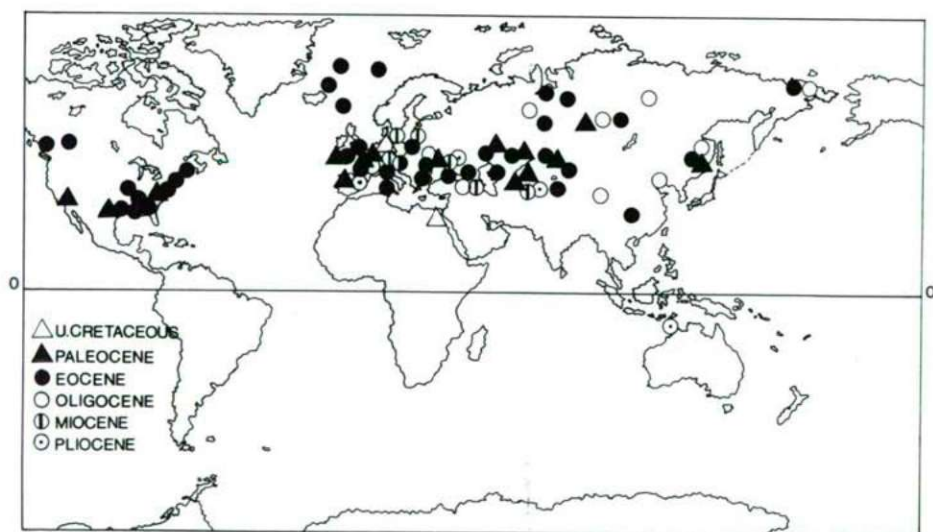 0
0
U.CRETACEOUS
PALEOCENE
EOCENE
OLIGOCENE
MIOCENE
PLIOCENE